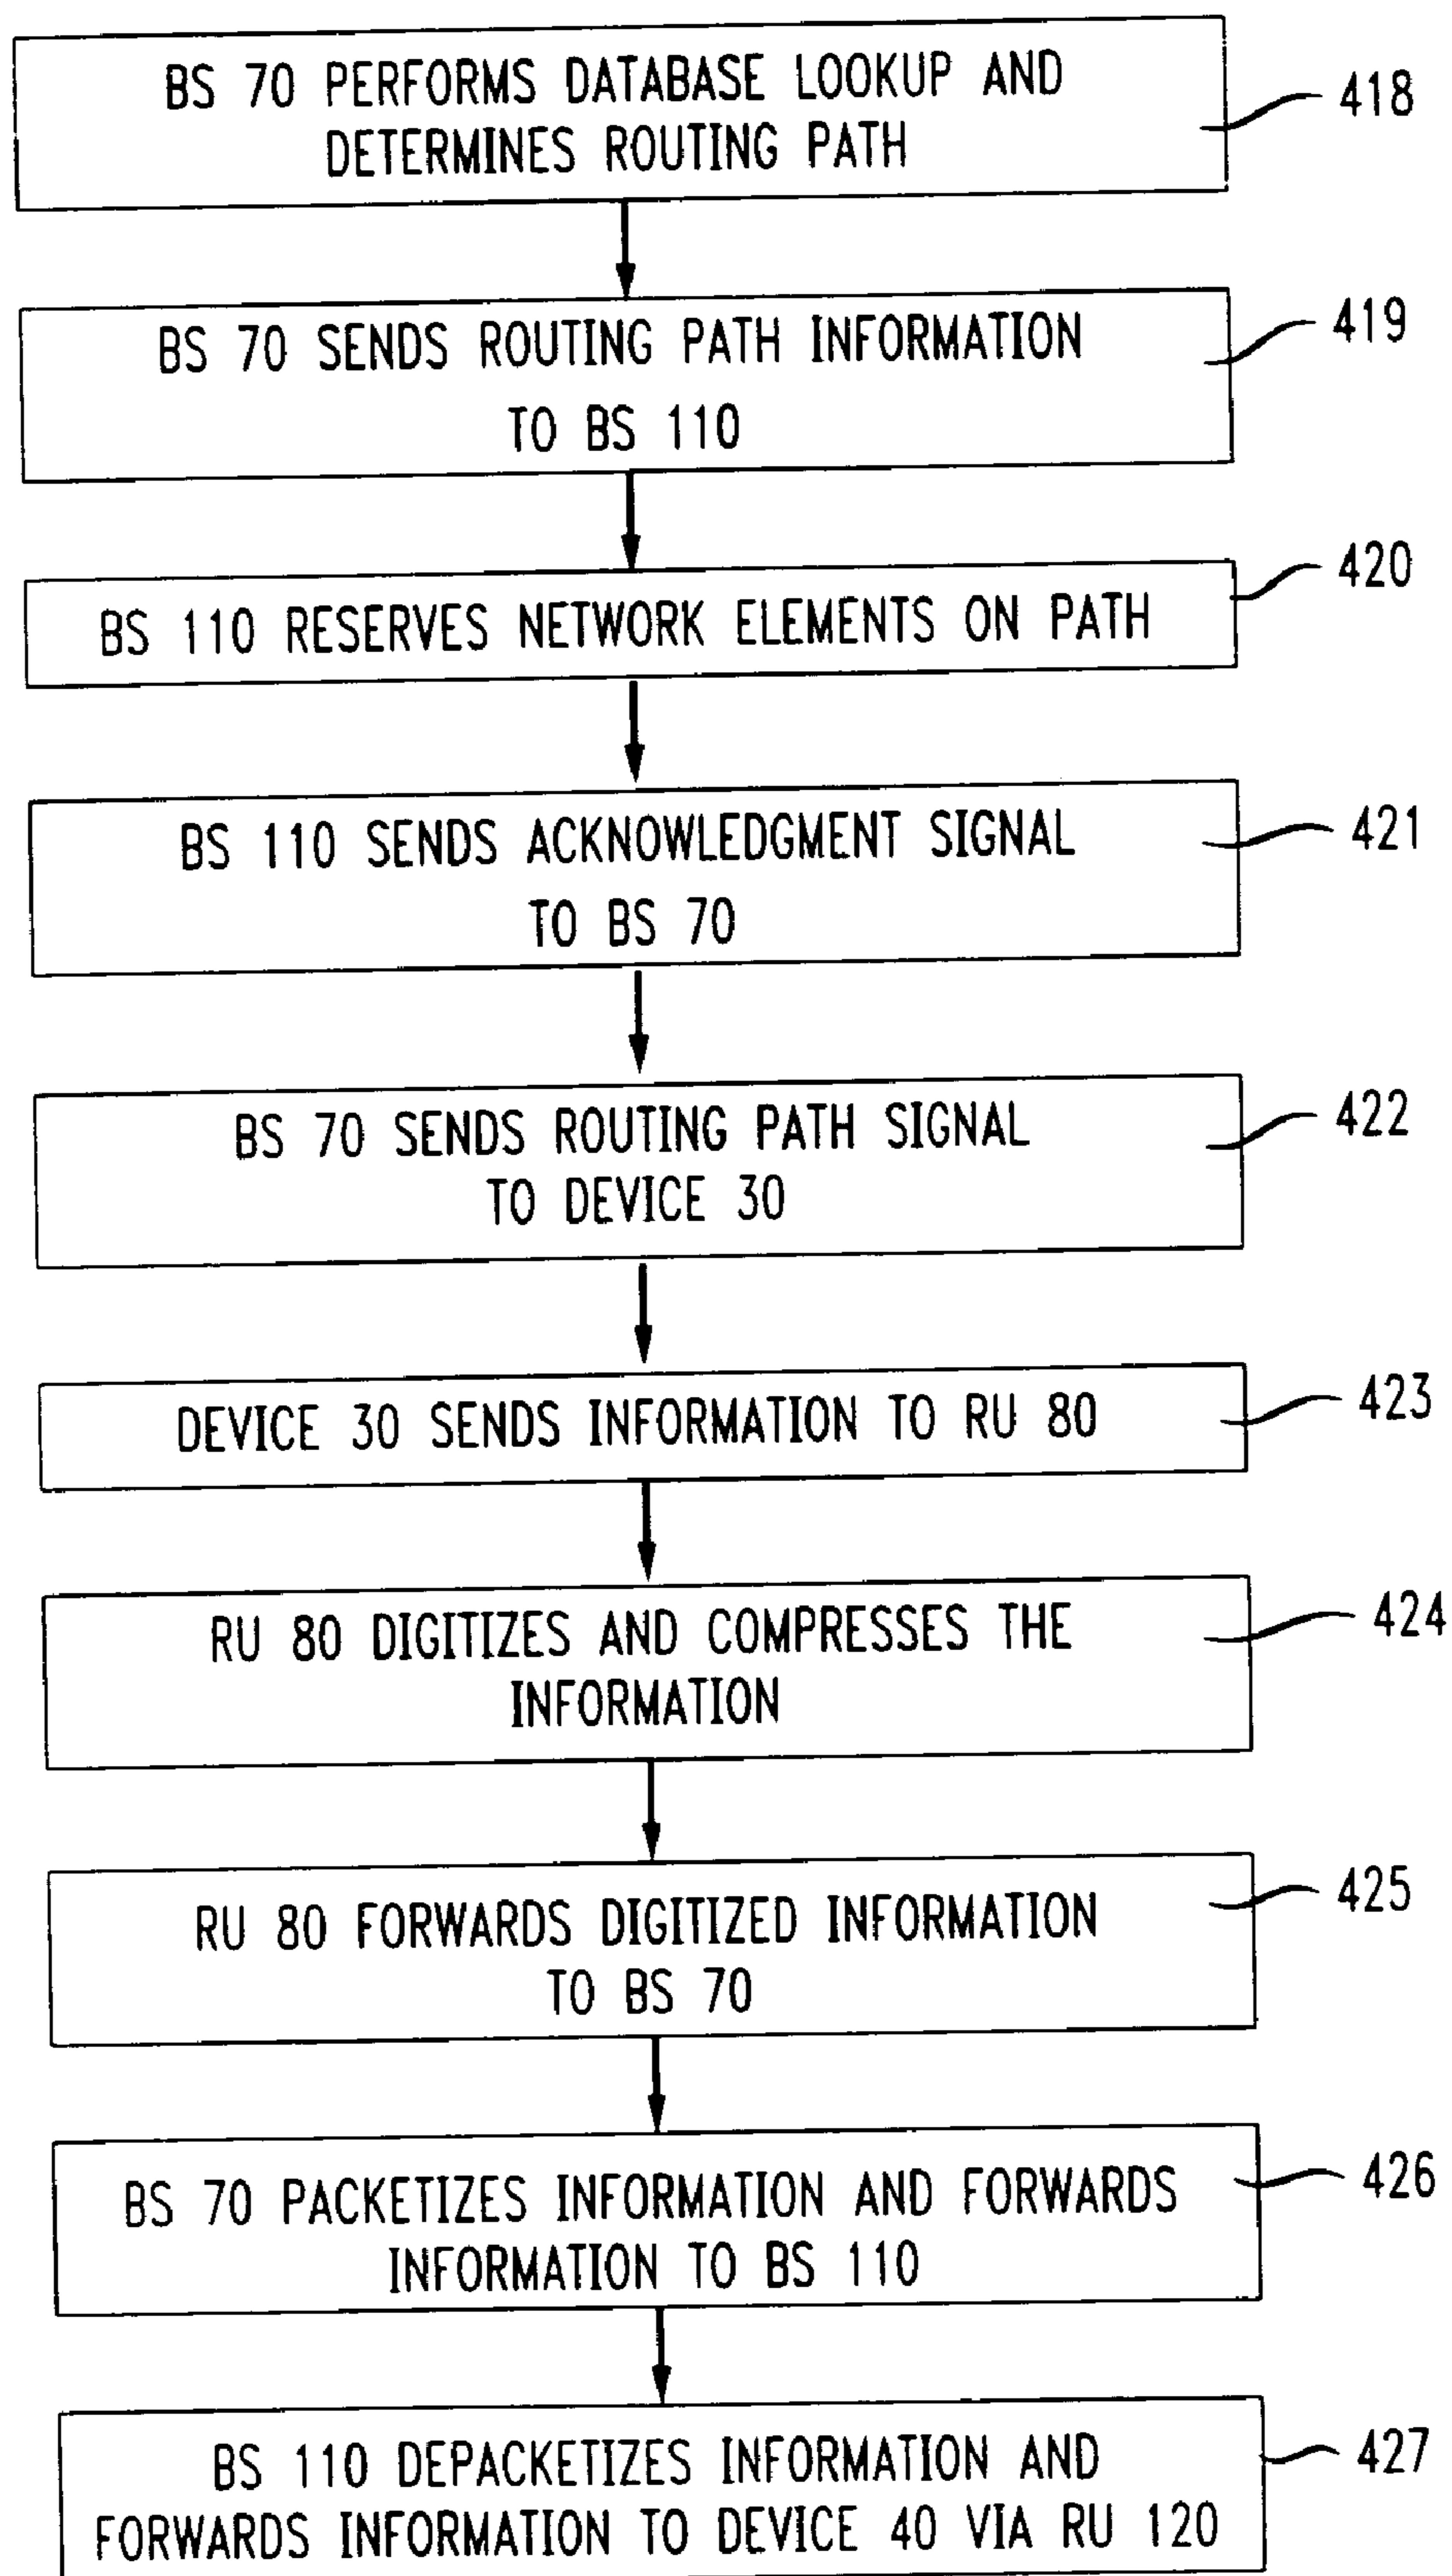 BS 70 PERFORMS DATABASE LOOKUP AND
DETERMINES ROUTING PATH
418
BS 70 SENDS ROUTING PATH INFORMATION
TO BS 110
419
BS 110 RESERVES NETWORK ELEMENTS ON PATH
420
BS 110 SENDS ACKNOWLEDGMENT SIGNAL
TO BS 70
421
BS 70 SENDS ROUTING PATH SIGNAL
TO DEVICE 30
422
DEVICE 30 SENDS INFORMATION TO RU 80
423
RU 80 DIGITIZES AND COMPRESSES THE
INFORMATION
424
RU 80 FORWARDS DIGITIZED INFORMATION
TO BS 70
425
BS 70 PACKETIZES INFORMATION AND FORWARDS
INFORMATION TO BS 110
426
BS 110 DEPACKETIZES INFORMATION AND
FORWARDS INFORMATION TO DEVICE 40 VIA RU 120
427